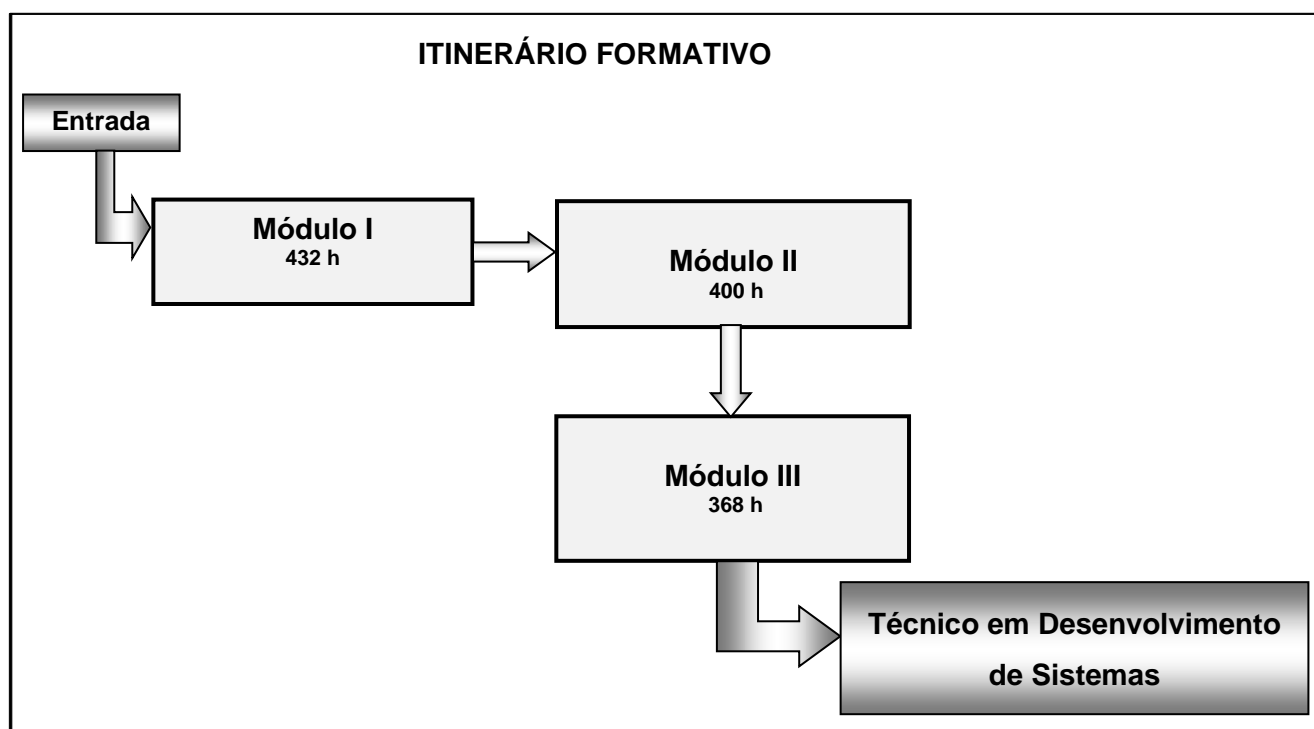 ITINERÁRIO FORMATIVO
Entrada
Módulo I
432 h
Módulo II
400 h
Módulo III
368 h
Técnico em Desenvolvimento
de Sistemas